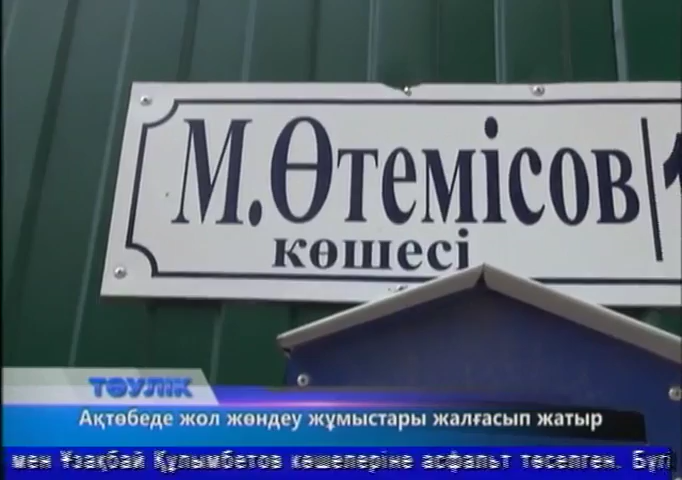 М.Өтемісов
көшесі
ТӘУЛІК
Ақтөбеде жол жөндеу жұмыстары жалғасып жатыр
мен Ұзақбай Құлымбетов көшелеріне асфальт төселген.